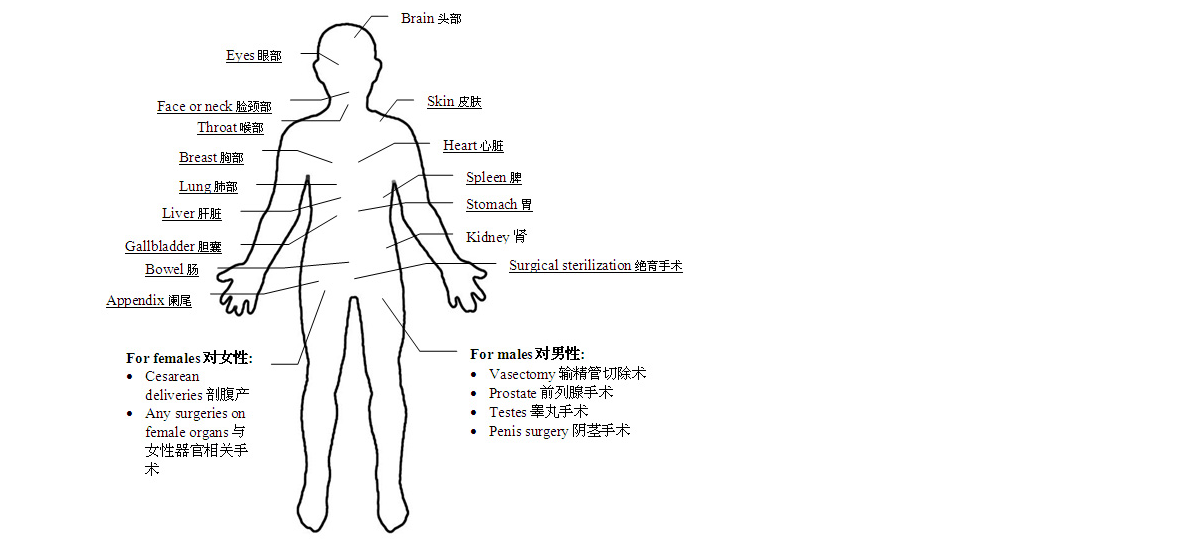 Brain 头部
Eyes 眼部
Face or neck 脸颈部
Skin 皮肤
Throat 喉部
Heart 心脏
Breast 胸部
Spleen 脾
Lung 肺部
Stomach 胃
Liver 肝脏
Kidney 肾
Gallbladder 胆囊
Surgical sterilization 绝育手术
Bowel 肠
Appendix 阑尾
For females 对女性:
• Cesarean
deliveries 剖腹产
• Any surgeries on
female organs 与
女性器官相关手
术
For males 对男性:
• Vasectomy 输精管切除术
• Prostate 前列腺手术
• Testes 睾丸手术
• Penis surgery 阴茎手术